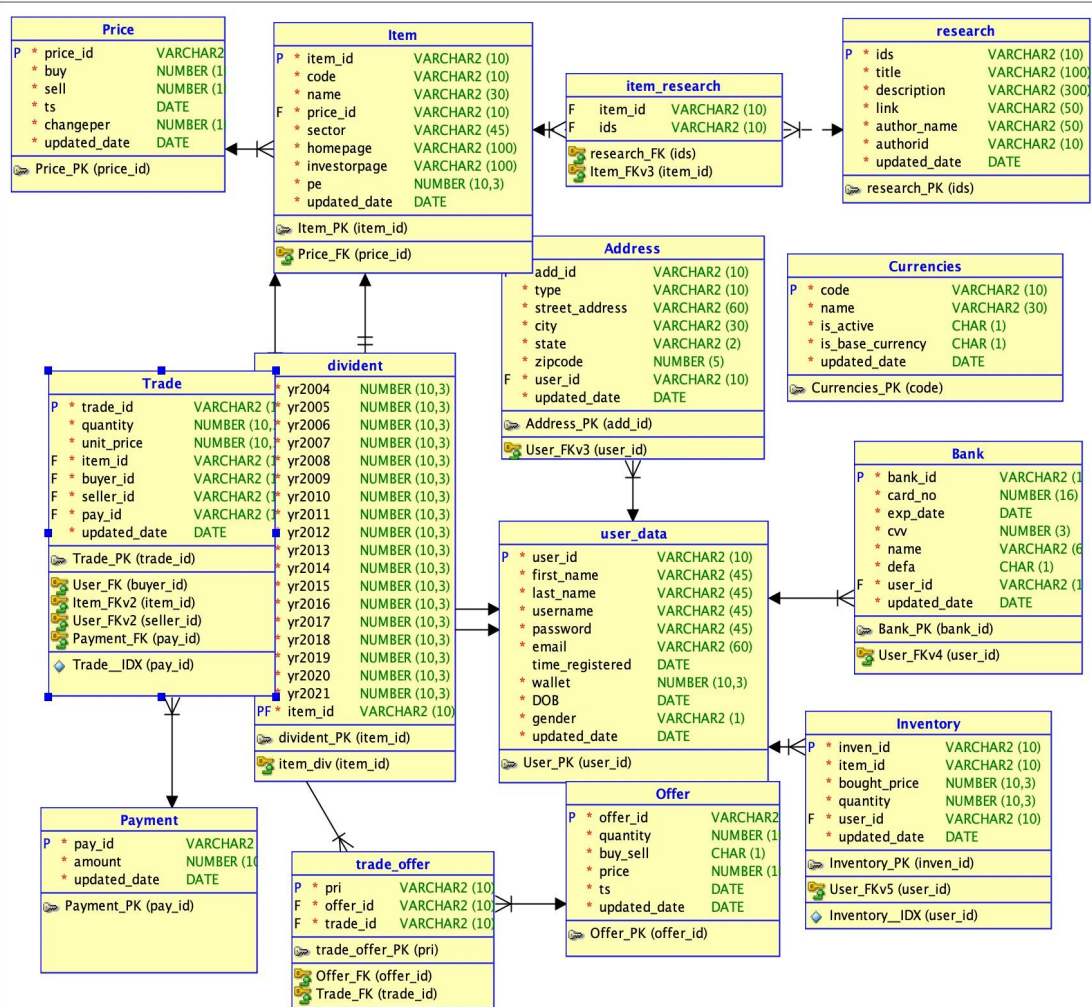 Price
P * price_id VARCHAR2
* buy NUMBER (1
* sell NUMBER (1
* ts DATE
* changeper NUMBER (1
* updated_date DATE
Price_PK (price_id)
Item
P * item_id VARCHAR2 (10)
* code VARCHAR2 (10)
* name VARCHAR2 (30)
F * price_id VARCHAR2 (10)
* sector VARCHAR2 (45)
* homepage VARCHAR2 (100)
* investorpage VARCHAR2 (100)
* pe NUMBER (10,3)
* updated_date DATE
Item_PK (item_id)
Price_FK (price_id)
item_research
F item_id VARCHAR2 (10)
F ids VARCHAR2 (10)
research_FK (ids)
Item_FKv3 (item_id)
research
P * ids VARCHAR2 (10)
* title VARCHAR2 (100)
* description VARCHAR2 (300)
* link VARCHAR2 (50)
* author_name VARCHAR2 (50)
* authorid VARCHAR2 (10)
* updated_date DATE
research_PK (ids)
Address
add_id VARCHAR2 (10)
* type VARCHAR2 (10)
* street_address VARCHAR2 (60)
* city VARCHAR2 (30)
* state VARCHAR2 (2)
* zipcode NUMBER (5)
F * user_id VARCHAR2 (10)
* updated_date DATE
Address_PK (add_id)
User_FKv3 (user_id)
Currencies
P * code VARCHAR2 (10)
* name VARCHAR2 (30)
* is_active CHAR (1)
* is_base_currency CHAR (1)
* updated_date DATE
Currencies_PK (code)
Trade
P * trade_id VARCHAR2 (1
* quantity NUMBER (10,
* unit_price NUMBER (10,
F * item_id VARCHAR2 (1
F * buyer_id VARCHAR2 (1
F * seller_id VARCHAR2 (1
F * pay_id VARCHAR2 (1
* updated_date DATE
Trade_PK (trade_id)
User_FK (buyer_id)
Item_FKv2 (item_id)
User_FKv2 (seller_id)
Payment_FK (pay_id)
Trade__IDX (pay_id)
divident
* yr2004 NUMBER (10,3)
* yr2005 NUMBER (10,3)
* yr2006 NUMBER (10,3)
* yr2007 NUMBER (10,3)
* yr2008 NUMBER (10,3)
* yr2009 NUMBER (10,3)
* yr2010 NUMBER (10,3)
* yr2011 NUMBER (10,3)
* yr2012 NUMBER (10,3)
* yr2013 NUMBER (10,3)
* yr2014 NUMBER (10,3)
* yr2015 NUMBER (10,3)
* yr2016 NUMBER (10,3)
* yr2017 NUMBER (10,3)
* yr2018 NUMBER (10,3)
* yr2019 NUMBER (10,3)
* yr2020 NUMBER (10,3)
* yr2021 NUMBER (10,3)
PF * item_id VARCHAR2 (10)
divident_PK (item_id)
item_div (item_id)
user_data
P * user_id VARCHAR2 (10)
* first_name VARCHAR2 (45)
* last_name VARCHAR2 (45)
* username VARCHAR2 (45)
* password VARCHAR2 (45)
* email VARCHAR2 (60)
time_registered DATE
* wallet NUMBER (10,3)
* DOB DATE
* gender VARCHAR2 (1)
* updated_date DATE
User_PK (user_id)
Bank
P * bank_id VARCHAR2 (1
* card_no NUMBER (16)
* exp_date DATE
* cvv NUMBER (3)
* name VARCHAR2 (6
* defa CHAR (1)
F * user_id VARCHAR2 (1
* updated_date DATE
Bank_PK (bank_id)
User_FKv4 (user_id)
Inventory
P * inven_id VARCHAR2 (10)
* item_id VARCHAR2 (10)
* bought_price NUMBER (10,3)
* quantity NUMBER (10,3)
F * user_id VARCHAR2 (10)
* updated_date DATE
Inventory_PK (inven_id)
User_FKv5 (user_id)
Inventory__IDX (user_id)
Payment
P * pay_id VARCHAR2
* amount NUMBER (10
* updated_date DATE
Payment_PK (pay_id)
trade_offer
P * pri VARCHAR2 (10)
F * offer_id VARCHAR2 (10)
F * trade_id VARCHAR2 (10)
trade_offer_PK (pri)
Offer_FK (offer_id)
Trade_FK (trade_id)
Offer
P * offer_id VARCHAR2
* quantity NUMBER (1
* buy_sell CHAR (1)
* price NUMBER (1
* ts DATE
* updated_date DATE
Offer_PK (offer_id)